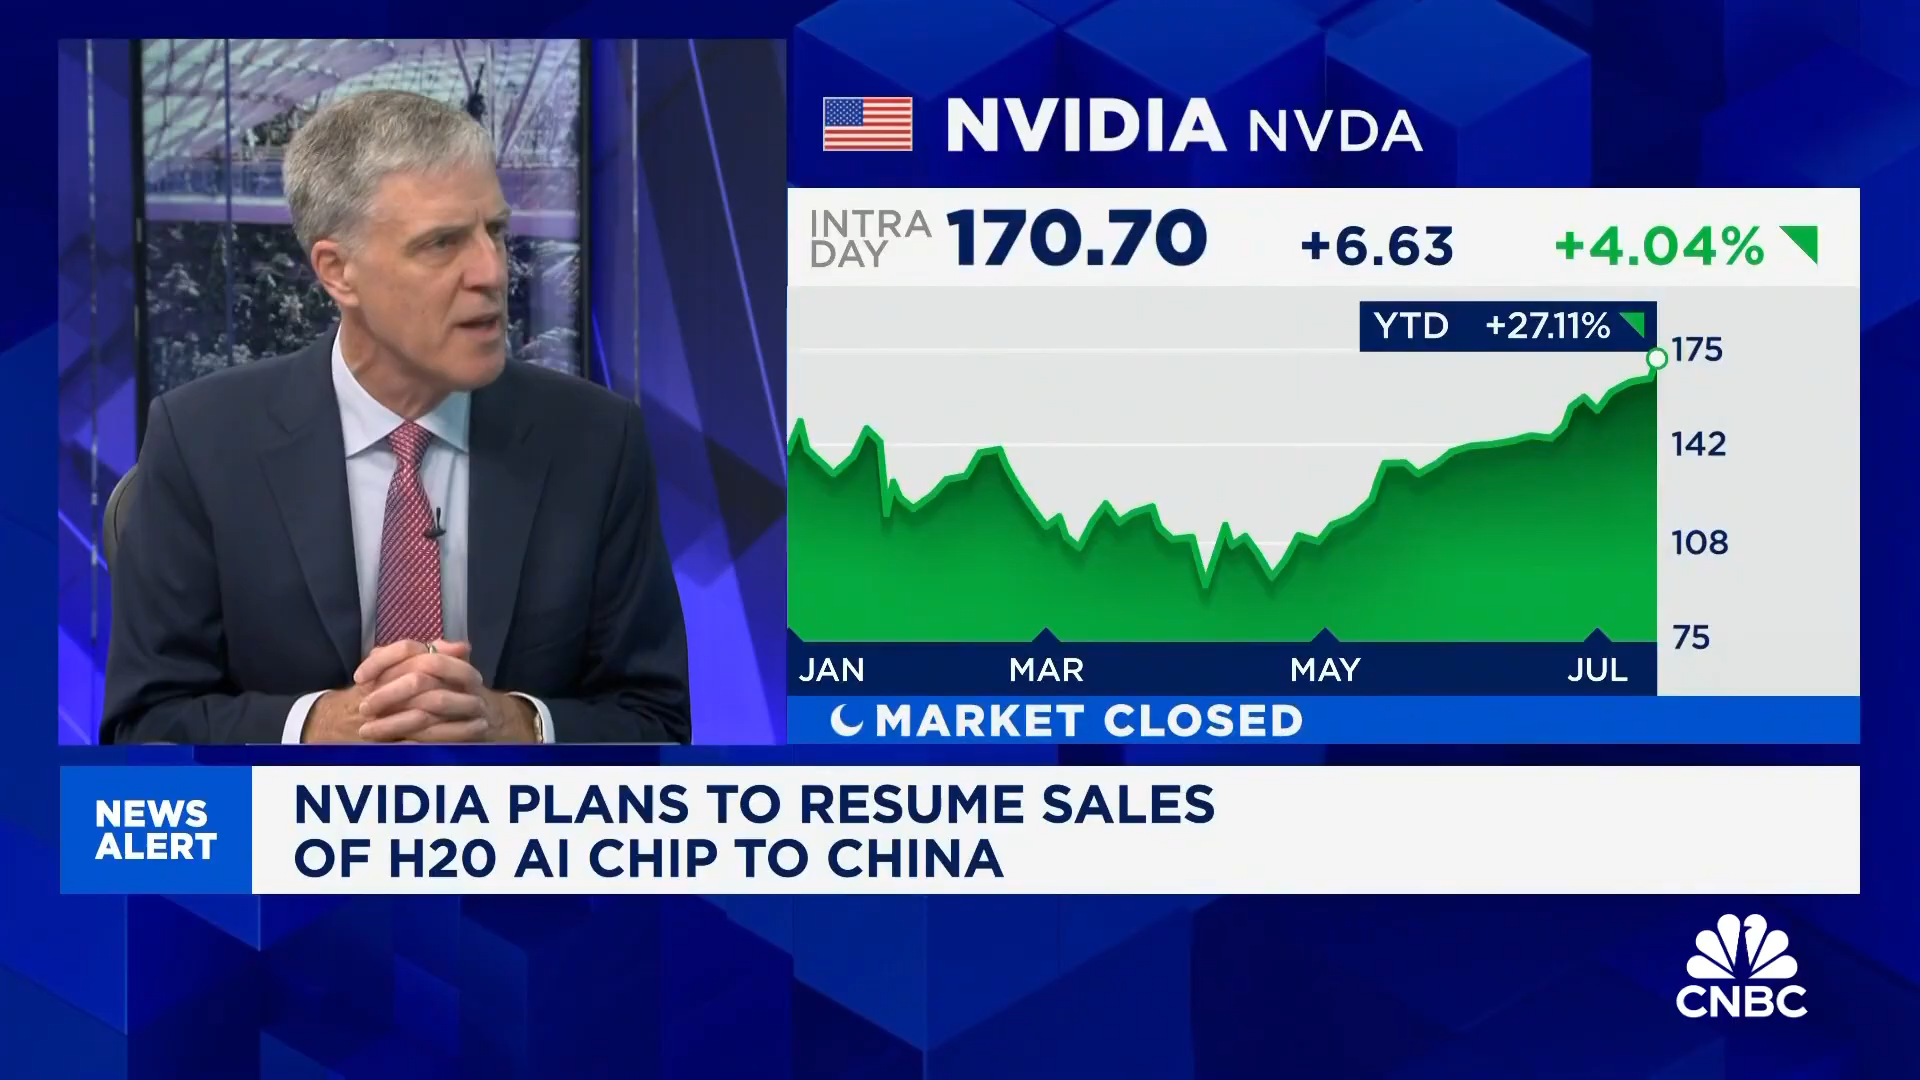 NVIDIA NVDA
INTRA
DAY
170.70 +6.63 +4.04%
YTD +27.11%
175
142
108
75
JAN MAR MAY JUL
MARKET CLOSED
NEWS
ALERT
NVIDIA PLANS TO RESUME SALES
OF H20 AI CHIP TO CHINA
CNBC